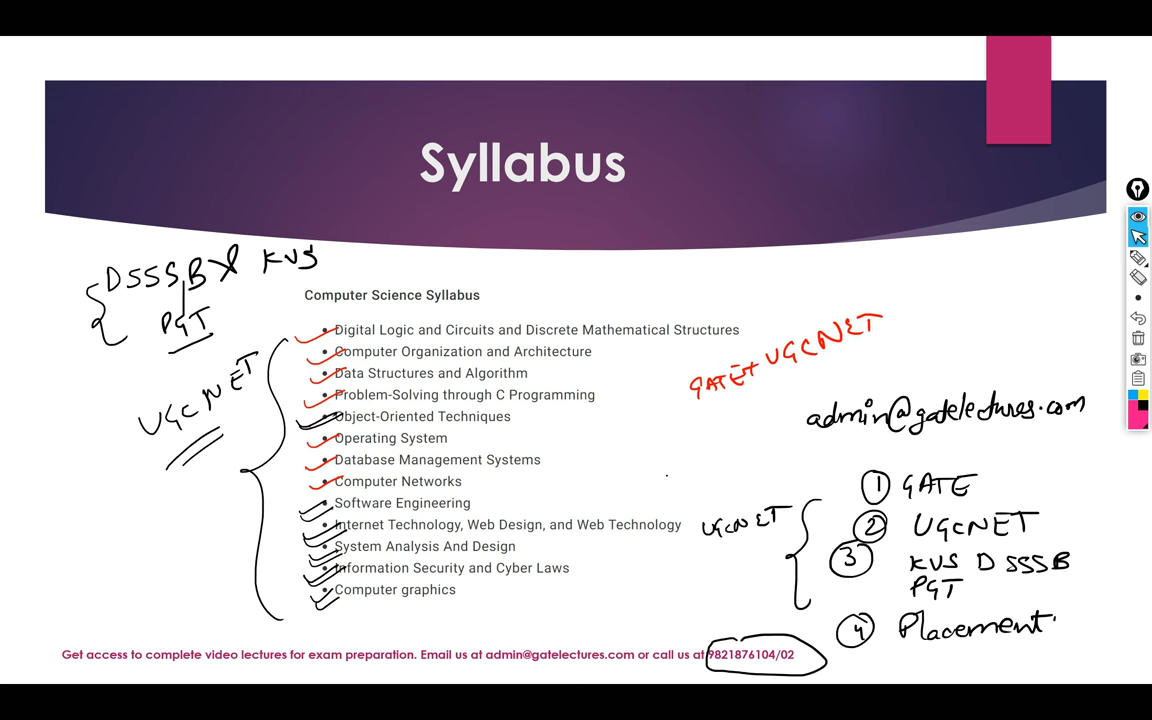 Syllabus
DSSSB KVS
PGT
Computer Science Syllabus
• Digital Logic and Circuits and Discrete Mathematical Structures
• Computer Organization and Architecture
• Data Structures and Algorithm
• Problem-Solving through C Programming
• Object-Oriented Techniques
• Operating System
• Database Management Systems
• Computer Networks
• Software Engineering
• Internet Technology, Web Design, and Web Technology
• System Analysis And Design
• Information Security and Cyber Laws
• Computer graphics
UGCNET
GATE+ UGCNET
admin@gatelectures.com
1 GATE
2 UGCNET
3 KVS DSSSB
PGT
4 Placement.
UGCNET
Get access to complete video lectures for exam preparation. Email us at admin@gatelectures.com or call us at 9821876104/02